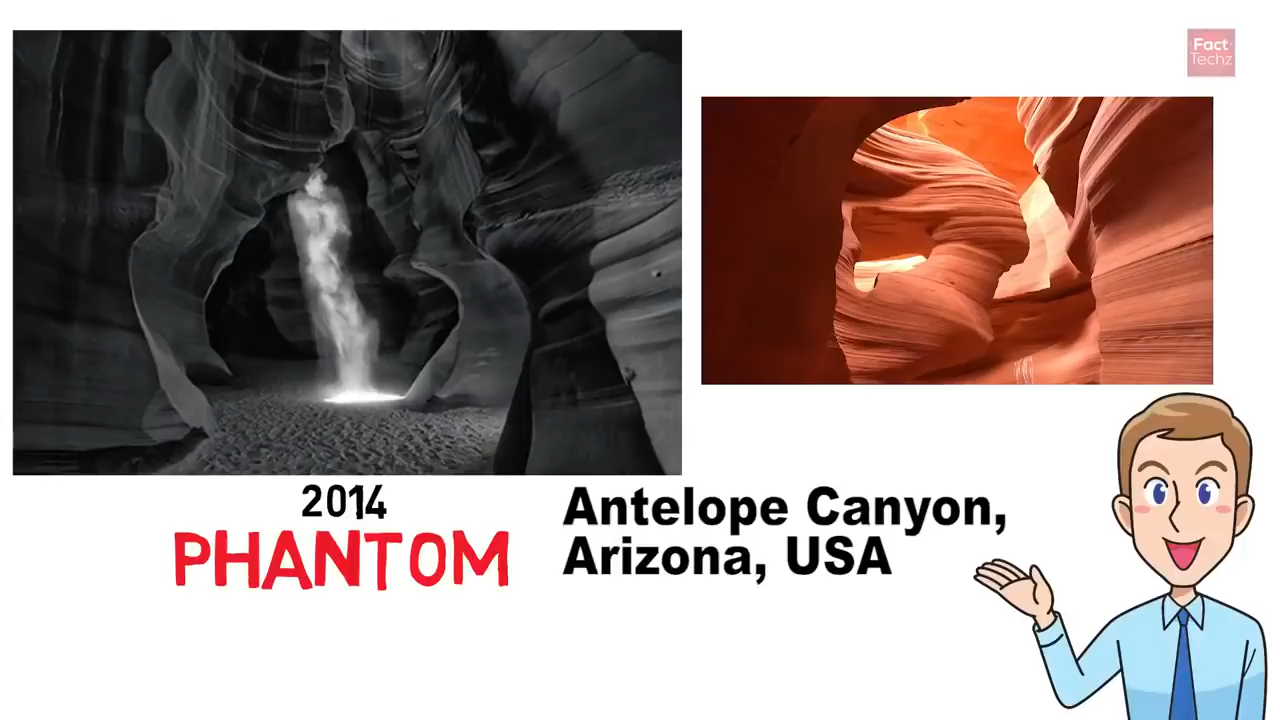 Fact
Techz
2014
PHANTOM
Antelope Canyon,
Arizona, USA